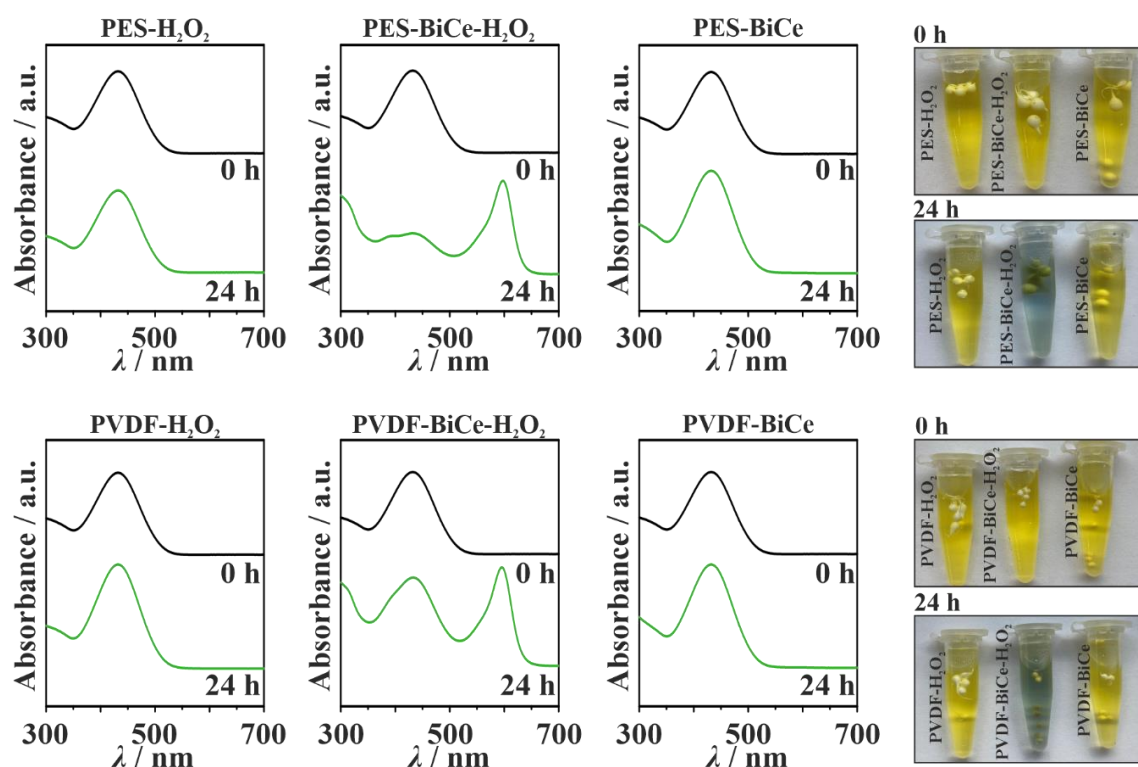 PES-H₂O₂
PES-BiCe-H₂O₂
PES-BiCe
Absorbance / a.u.
0 h
24 h
300 500 700
λ / nm
Absorbance / a.u.
0 h
24 h
300 500 700
λ / nm
Absorbance / a.u.
0 h
24 h
300 500 700
λ / nm
0 h
PES-H₂O₂
PES-BiCe-H₂O₂
PES-BiCe
24 h
PES-H₂O₂
PES-BiCe-H₂O₂
PES-BiCe
PVDF-H₂O₂
PVDF-BiCe-H₂O₂
PVDF-BiCe
Absorbance / a.u.
0 h
24 h
300 500 700
λ / nm
Absorbance / a.u.
0 h
24 h
300 500 700
λ / nm
Absorbance / a.u.
0 h
24 h
300 500 700
λ / nm
0 h
PVDF-H₂O₂
PVDF-BiCe-H₂O₂
PVDF-BiCe
24 h
PVDF-H₂O₂
PVDF-BiCe-H₂O₂
PVDF-BiCe